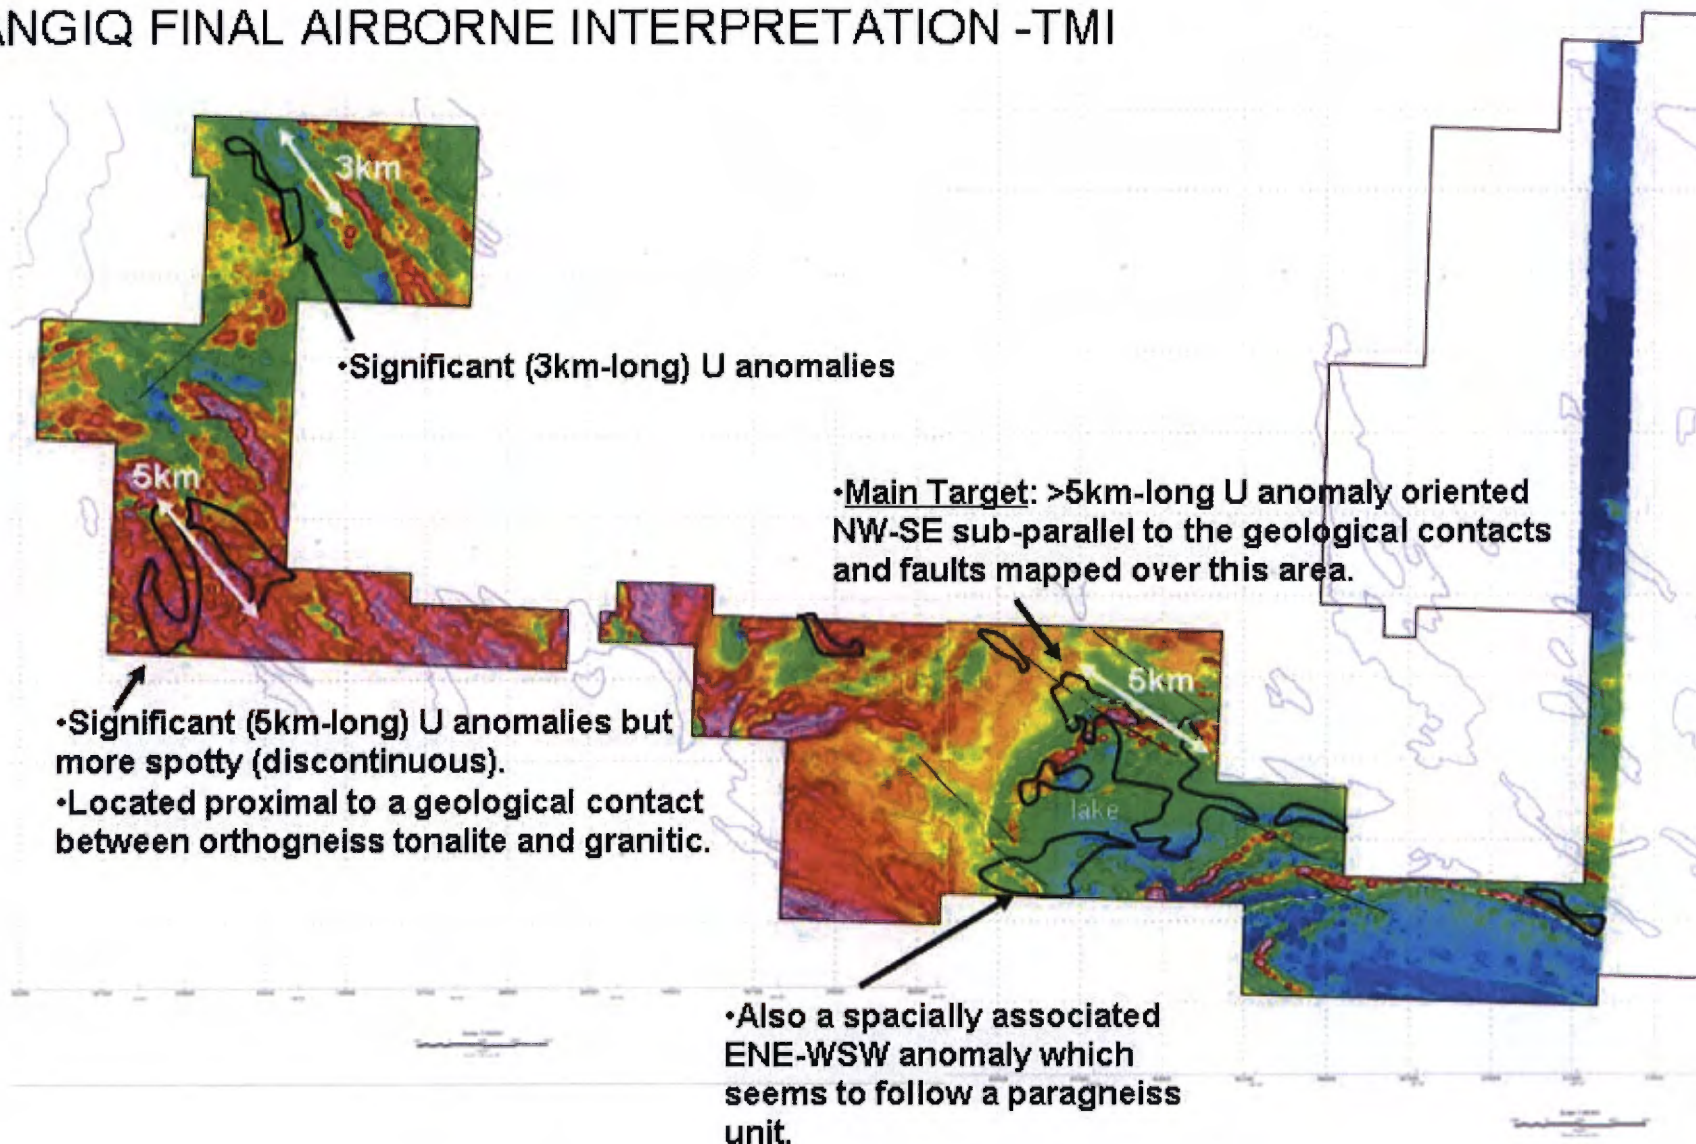 ANGIQ FINAL AIRBORNE INTERPRETATION -TMI
3km
•Significant (3km-long) U anomalies
5km
•Main Target: >5km-long U anomaly oriented
NW-SE sub-parallel to the geological contacts
and faults mapped over this area.
5km
•Significant (5km-long) U anomalies but
more spotty (discontinuous).
•Located proximal to a geological contact
between orthogneiss tonalite and granitic.
lake
•Also a spacially associated
ENE-WSW anomaly which
seems to follow a paragneiss
unit.